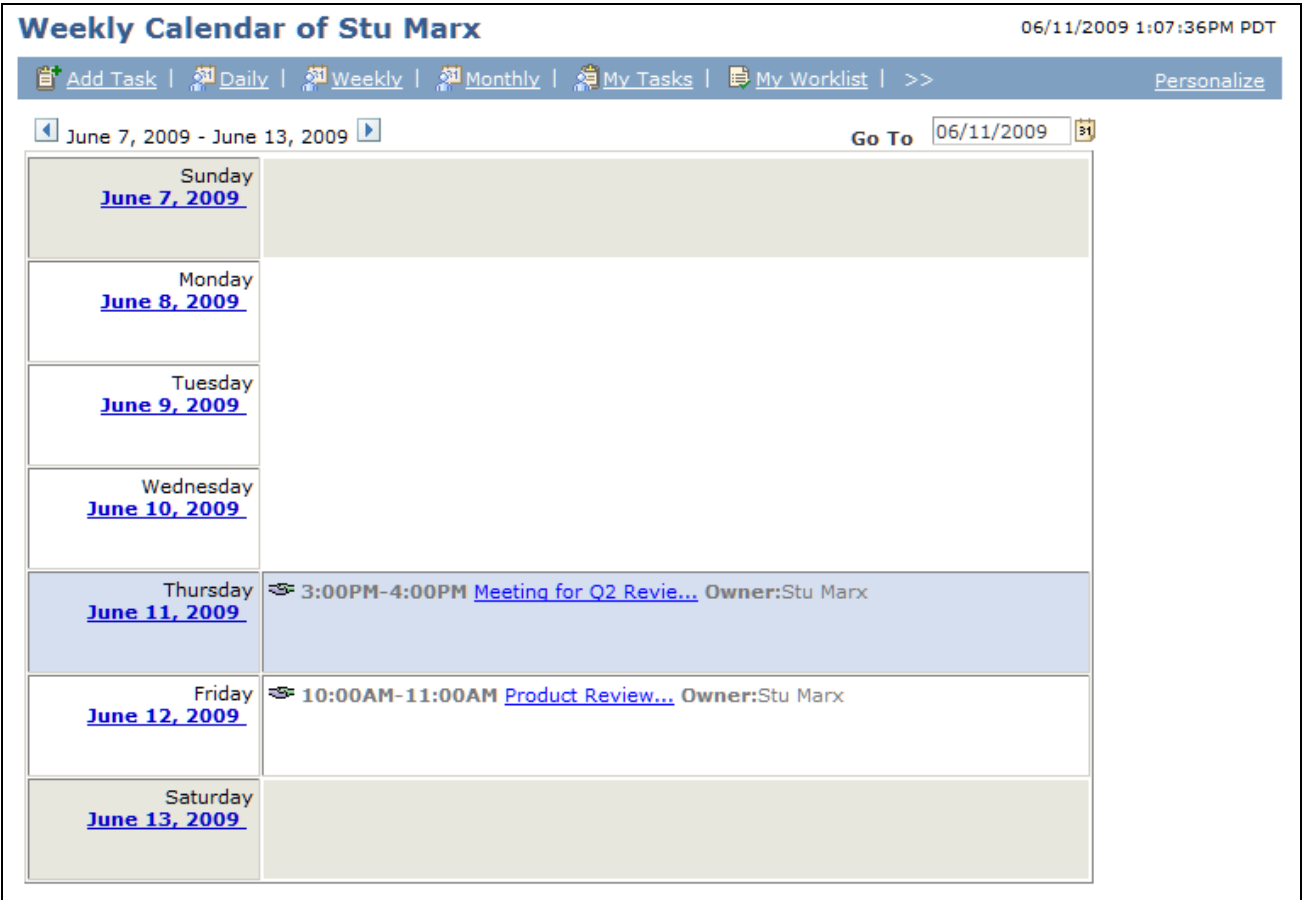 Weekly Calendar of Stu Marx
06/11/2009 1:07:36PM PDT
Add Task | Daily | Weekly | Monthly | My Tasks | My Worklist | >> Personalize
June 7, 2009 - June 13, 2009 Go To 06/11/2009 31
Sunday
June 7, 2009
Monday
June 8, 2009
Tuesday
June 9, 2009
Wednesday
June 10, 2009
Thursday 3:00PM-4:00PM Meeting for Q2 Revie... Owner:Stu Marx
June 11, 2009
Friday 10:00AM-11:00AM Product Review... Owner:Stu Marx
June 12, 2009
Saturday
June 13, 2009